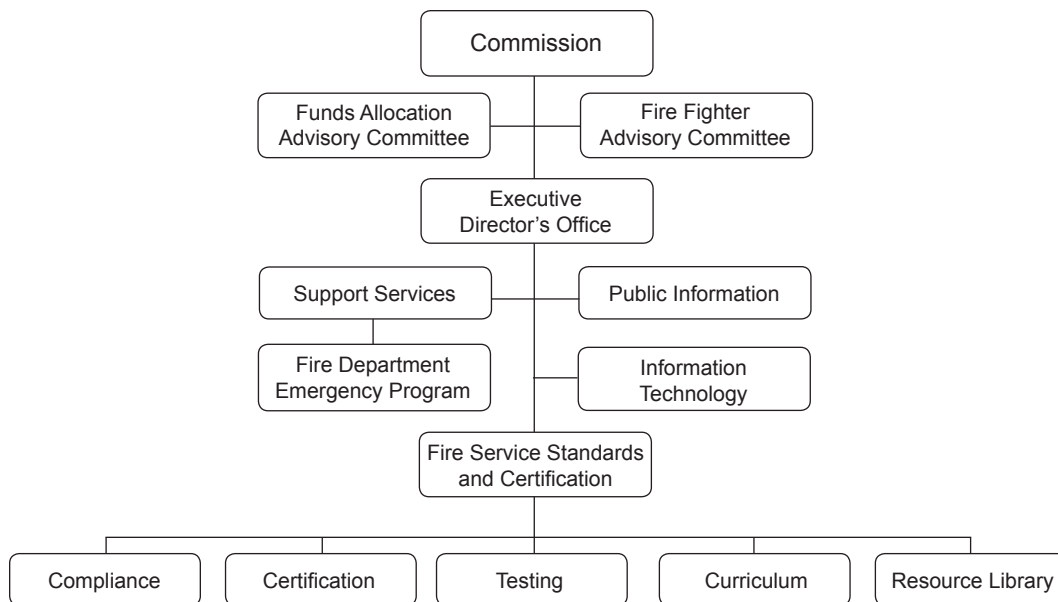 Commission
Funds Allocation
Advisory Committee
Fire Fighter
Advisory Committee
Executive
Director’s Office
Support Services
Public Information
Fire Department
Emergency Program
Information
Technology
Fire Service Standards
and Certification
Compliance
Certification
Testing
Curriculum
Resource Library